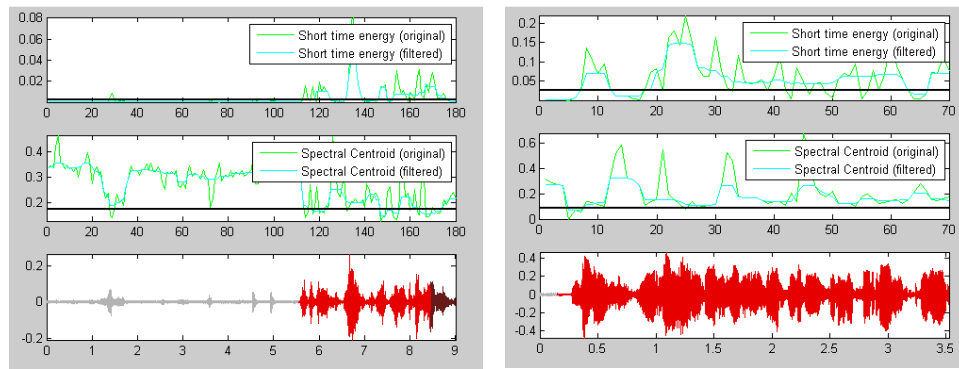 0.08
0.06
0.04
0.02
Short time energy (original)
Short time energy (filtered)
0 20 40 60 80 100 120 140 160 180
0.4
0.3
0.2
Spectral Centroid (original)
Spectral Centroid (filtered)
0 20 40 60 80 100 120 140 160 180
0.2
0
-0.2
0 1 2 3 4 5 6 7 8 9
0.2
0.15
0.1
0.05
Short time energy (original)
Short time energy (filtered)
0 10 20 30 40 50 60 70
0.6
0.4
0.2
0
Spectral Centroid (original)
Spectral Centroid (filtered)
0 10 20 30 40 50 60 70
0.4
0.2
0
-0.2
-0.4
0 0.5 1 1.5 2 2.5 3 3.5